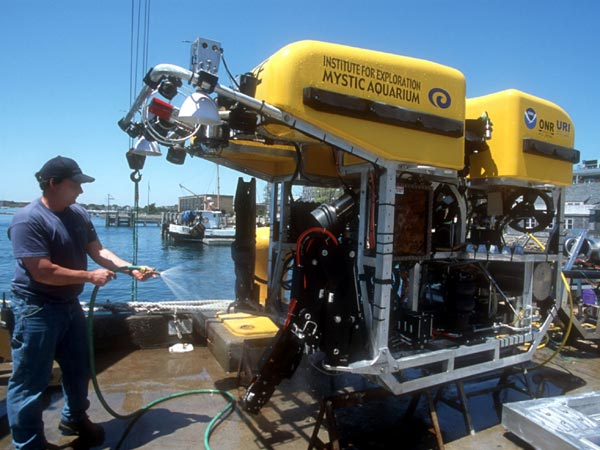 INSTITUTE FOR EXPLORATION
MYSTIC AQUARIUM
ONR URI